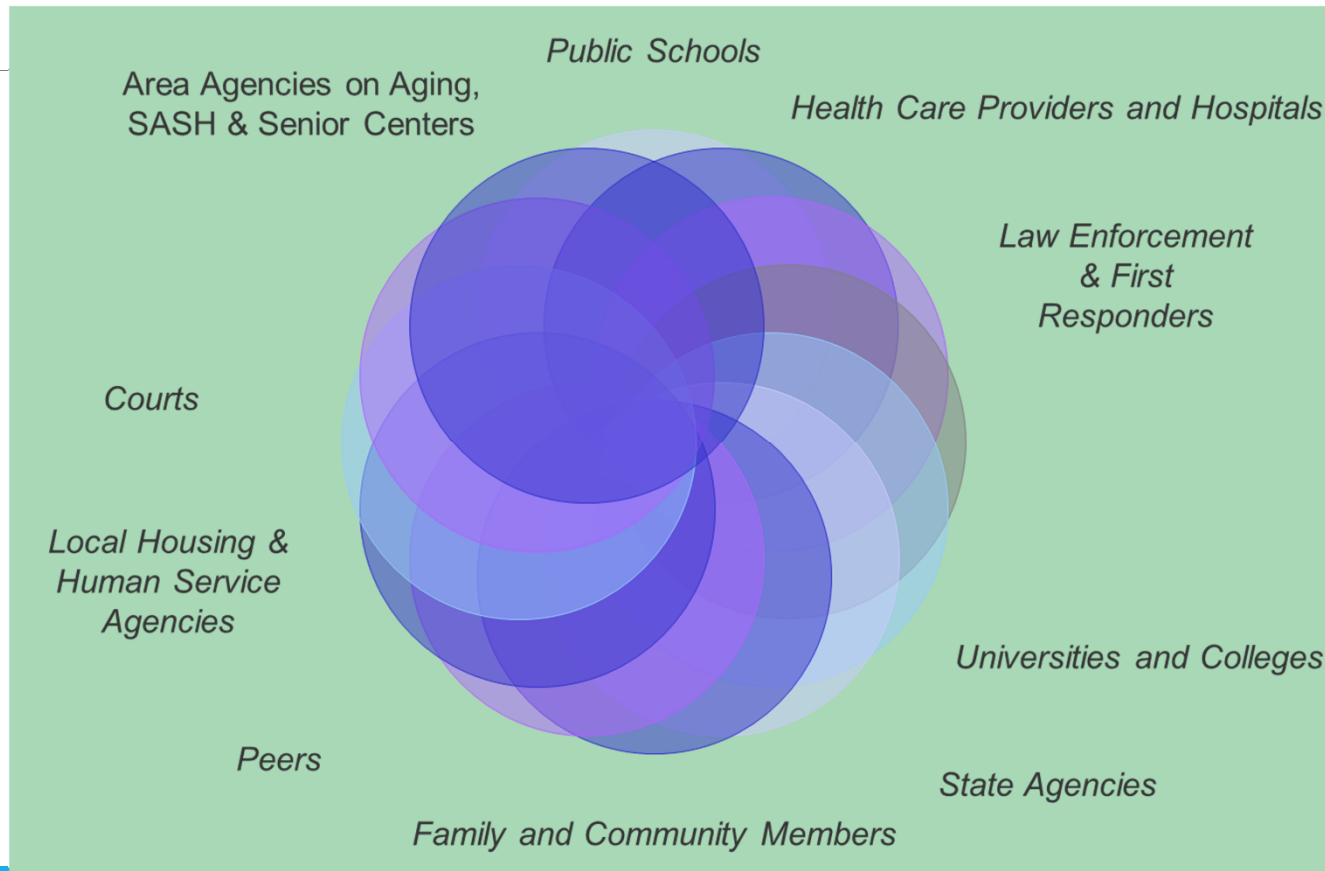 Public Schools
Area Agencies on Aging,
SASH & Senior Centers
Health Care Providers and Hospitals
Law Enforcement
& First
Responders
Courts
Local Housing &
Human Service
Agencies
Universities and Colleges
Peers
State Agencies
Family and Community Members